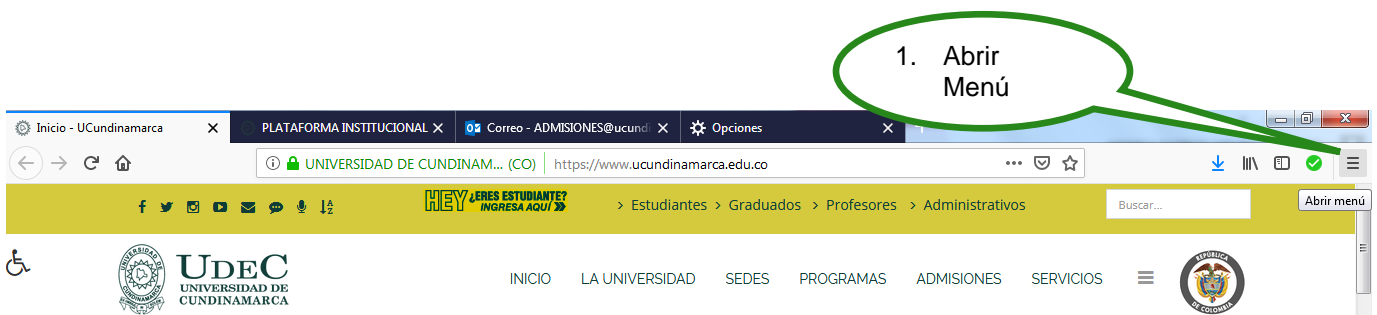 1. Abrir
Menú
Inicio - UCundinamarca
PLATAFORMA INSTITUCIONAL
Correo - ADMISIONES@ucundi
Opciones
UNIVERSIDAD DE CUNDINAM... (CO)
https://www.ucundinamarca.edu.co
HEY ¿ERES ESTUDIANTE?
INGRESA AQUÍ
> Estudiantes > Graduados > Profesores > Administrativos
Buscar...
Abrir menú
UDEC
UNIVERSIDAD DE
CUNDINAMARCA
INICIO LA UNIVERSIDAD SEDES PROGRAMAS ADMISIONES SERVICIOS
REPÚBLICA
DE COLOMBIA